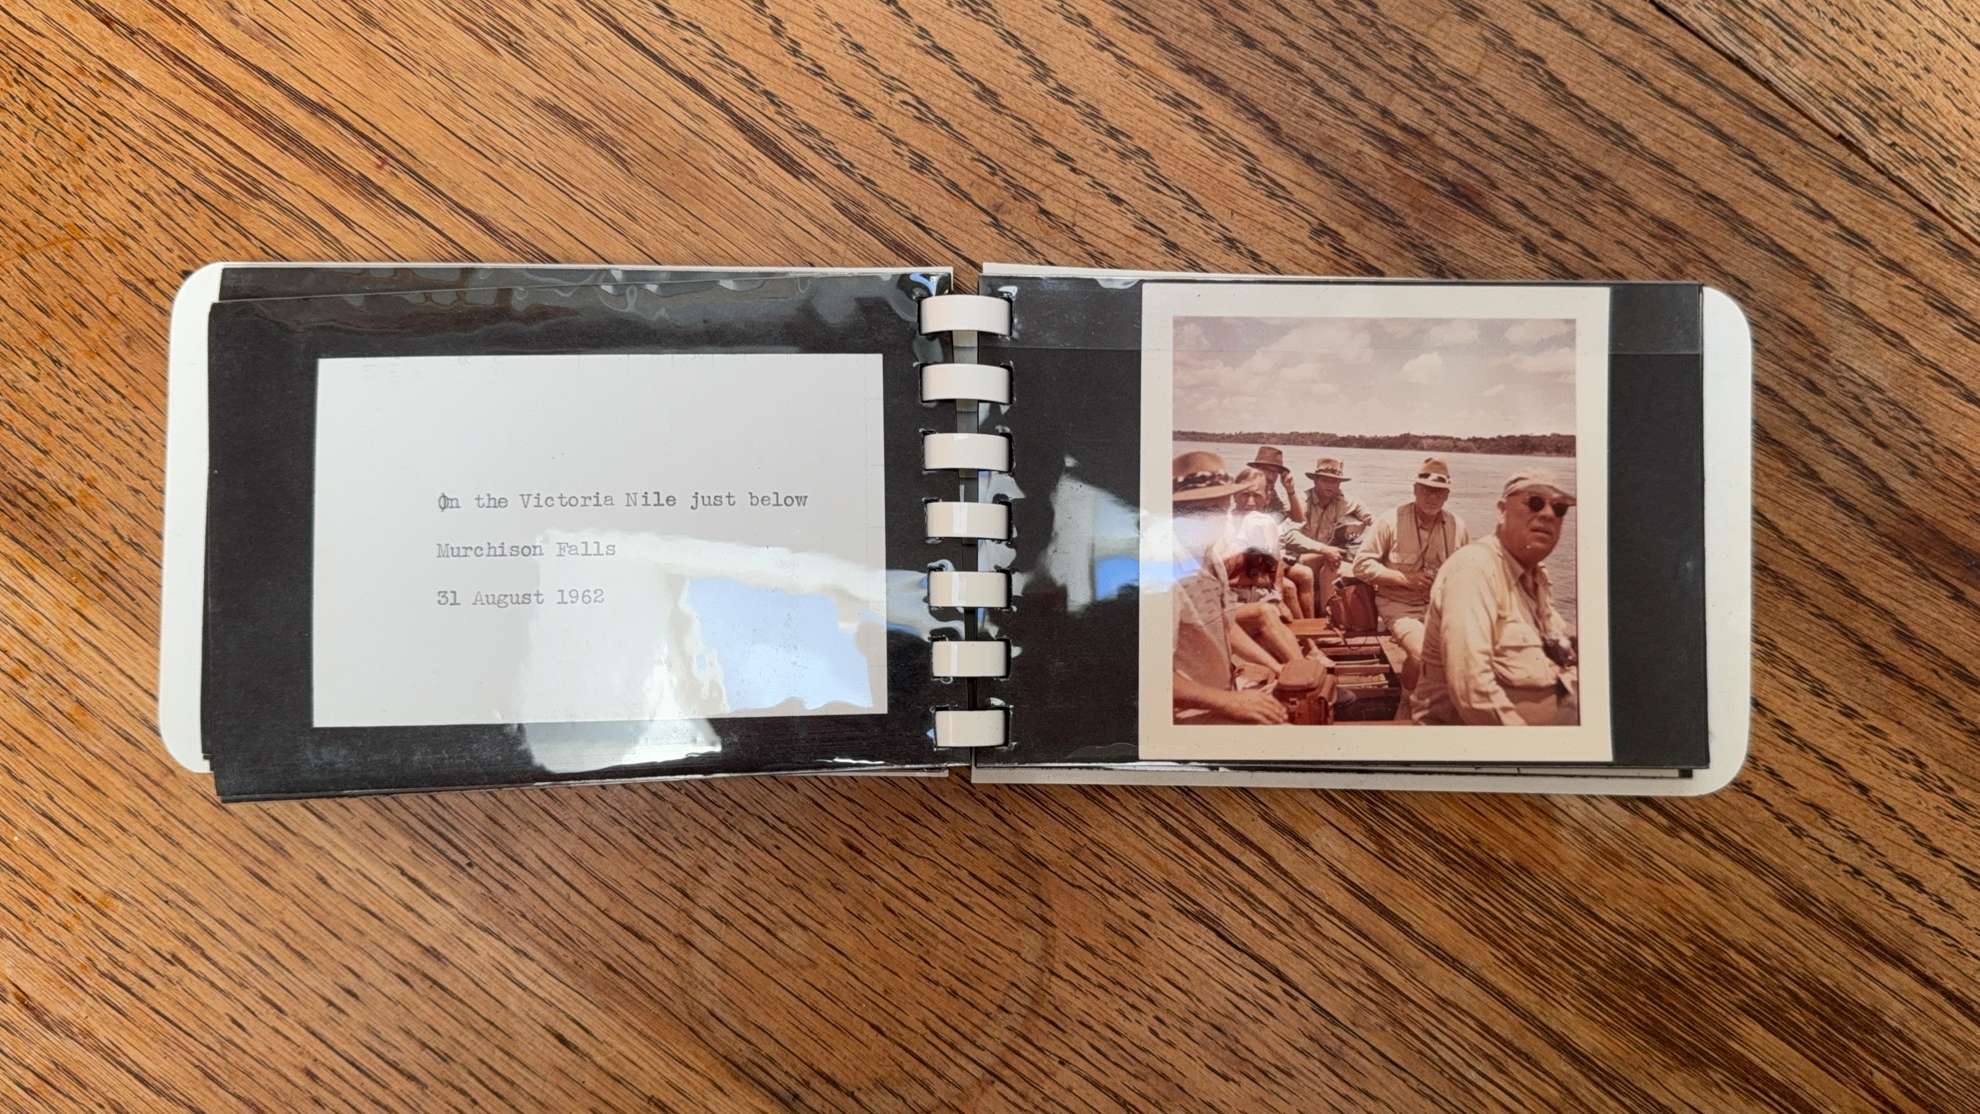 On the Victoria Nile just below
Murchison Falls
31 August 1962